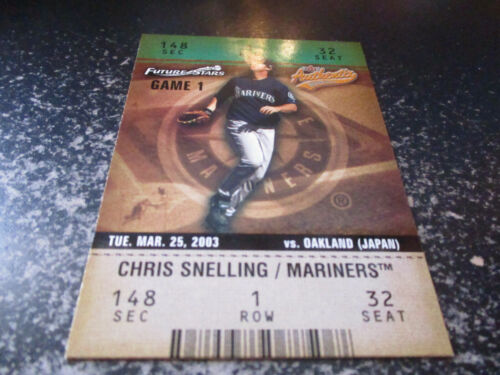 148 32
SEC SEAT
FUTURE STARS
Authentix
GAME 1
MARINERS
MARINERS
TUE. MAR. 25, 2003 vs. OAKLAND (JAPAN)
CHRIS SNELLING / MARINERS™
148 1 32
SEC ROW SEAT